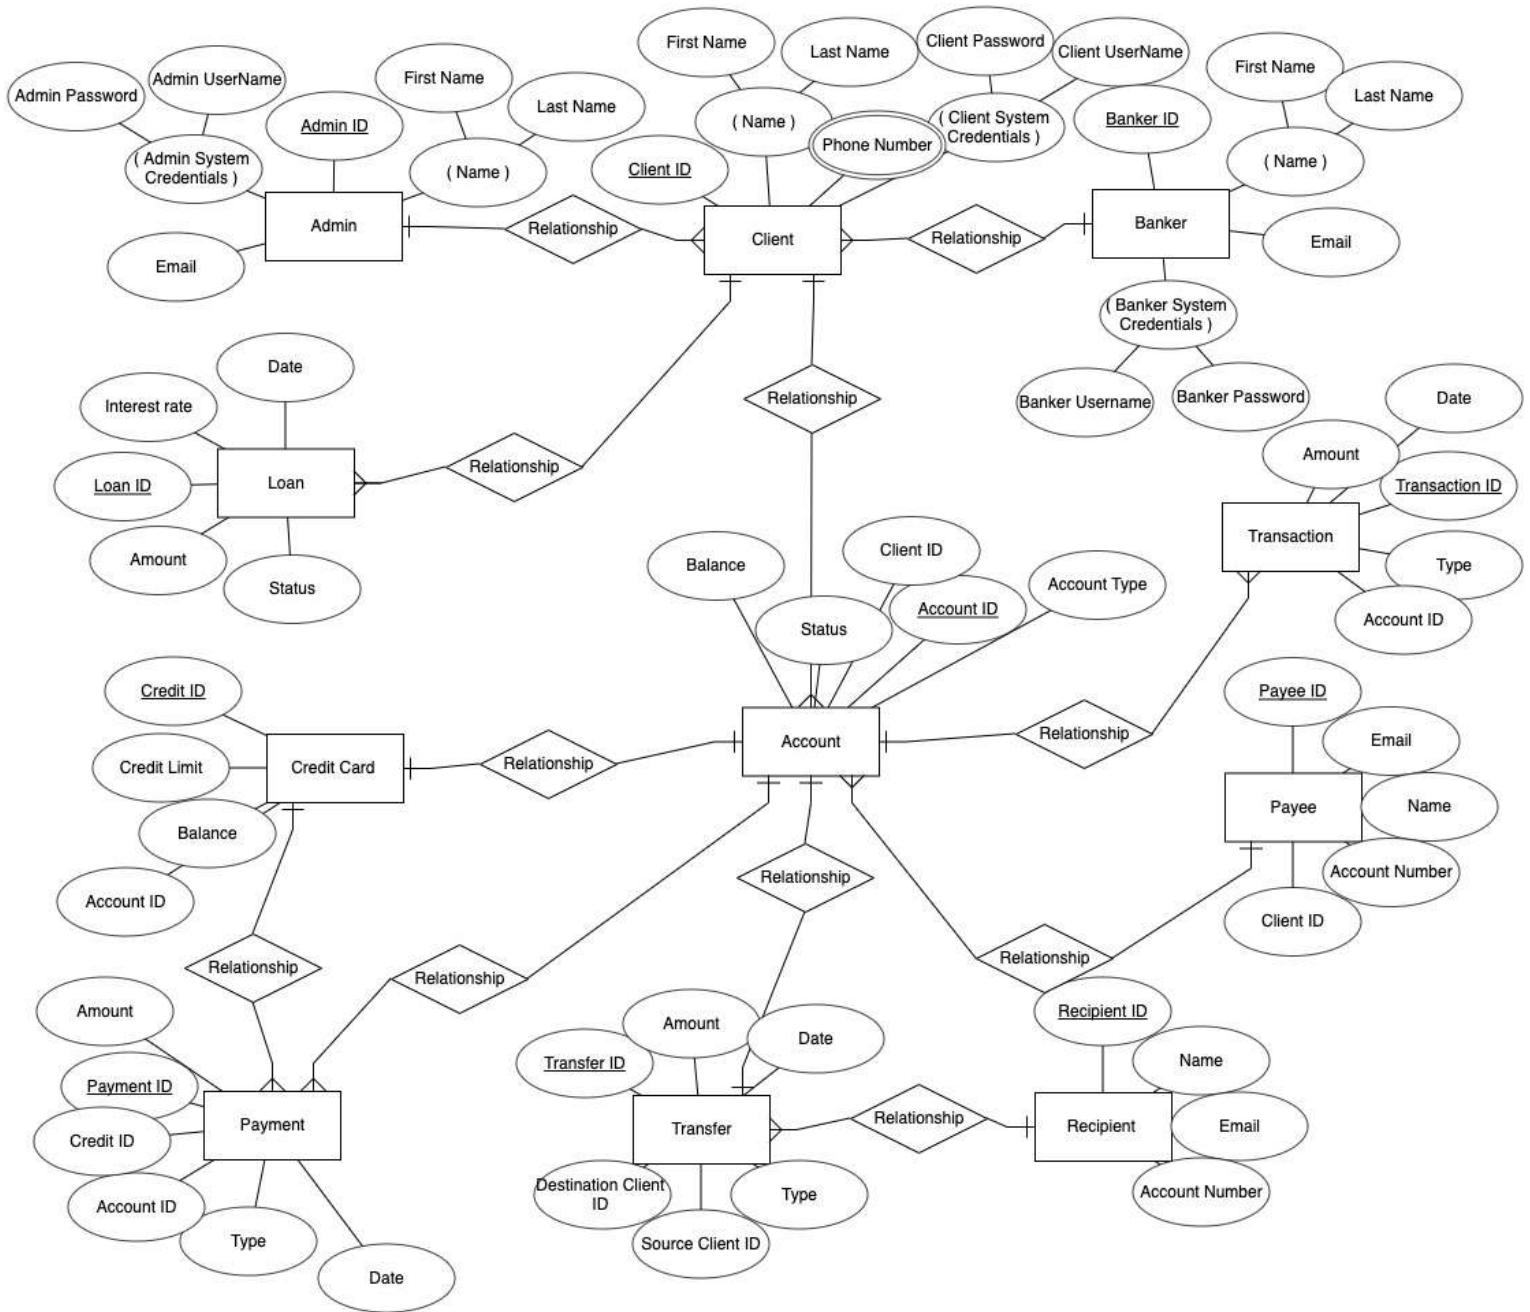 First Name
Last Name
Client Password
Client UserName
Admin UserName
Admin Password
First Name
Last Name
First Name
Last Name
Admin ID
( Name )
( Client System
Credentials )
Banker ID
Phone Number
( Admin System
Credentials )
( Name )
Client ID
( Name )
Admin
Relationship
Client
Relationship
Banker
Email
Email
( Banker System
Credentials )
Date
Interest rate
Relationship
Banker Username
Banker Password
Date
Amount
Loan ID
Loan
Relationship
Transaction ID
Transaction
Amount
Status
Balance
Client ID
Account ID
Account Type
Status
Type
Account ID
Credit ID
Payee ID
Credit Limit
Credit Card
Relationship
Account
Relationship
Email
Balance
Payee
Name
Account ID
Relationship
Account Number
Client ID
Relationship
Relationship
Relationship
Amount
Payment ID
Credit ID
Payment
Account ID
Type
Date
Amount
Date
Transfer ID
Transfer
Relationship
Recipient ID
Name
Recipient
Email
Account Number
Destination Client
ID
Type
Source Client ID